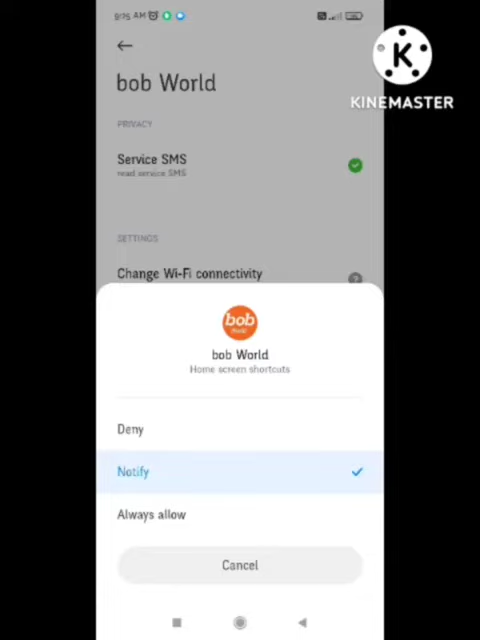 9:75 AM
K
KINEMASTER
bob World
PRIVACY
Service SMS
read service SMS
SETTINGS
Change Wi-Fi connectivity
?
bob
World
bob World
Home screen shortcuts
Deny
Notify
Always allow
Cancel